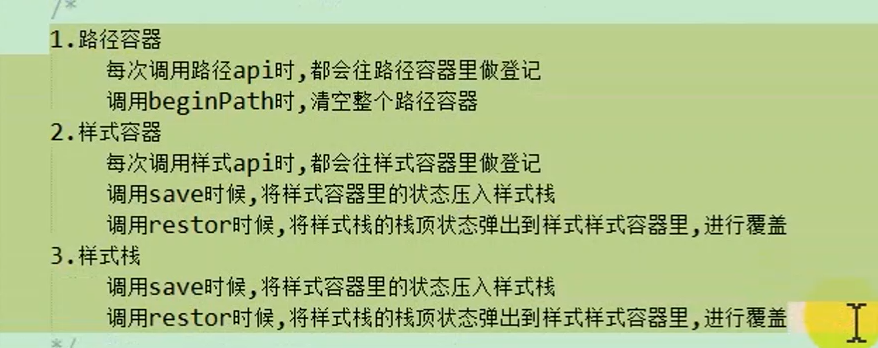 /*
1.路径容器
每次调用路径api时,都会往路径容器里做登记
调用beginPath时,清空整个路径容器
2.样式容器
每次调用样式api时,都会往样式容器里做登记
调用save时候,将样式容器里的状态压入样式栈
调用restor时候,将样式栈的栈顶状态弹出到样式样式容器里,进行覆盖
3.样式栈
调用save时候,将样式容器里的状态压入样式栈
调用restor时候,将样式栈的栈顶状态弹出到样式样式容器里,进行覆盖
*/